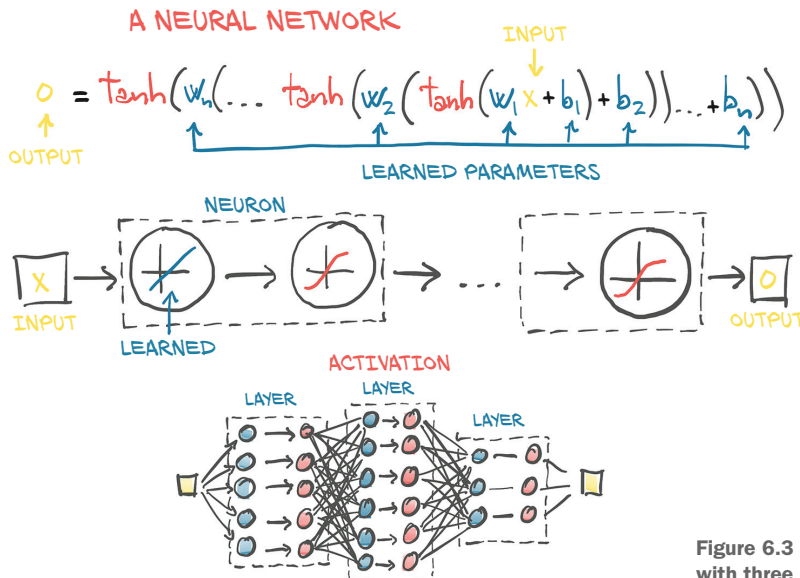 A NEURAL NETWORK
INPUT
o = tanh(wn(... tanh(w2(tanh(w1 x + b1) + b2))... + bn))
OUTPUT
LEARNED PARAMETERS
NEURON
x
o
INPUT
...
OUTPUT
LEARNED
ACTIVATION
LAYER
LAYER
LAYER
Figure 6.3
with three